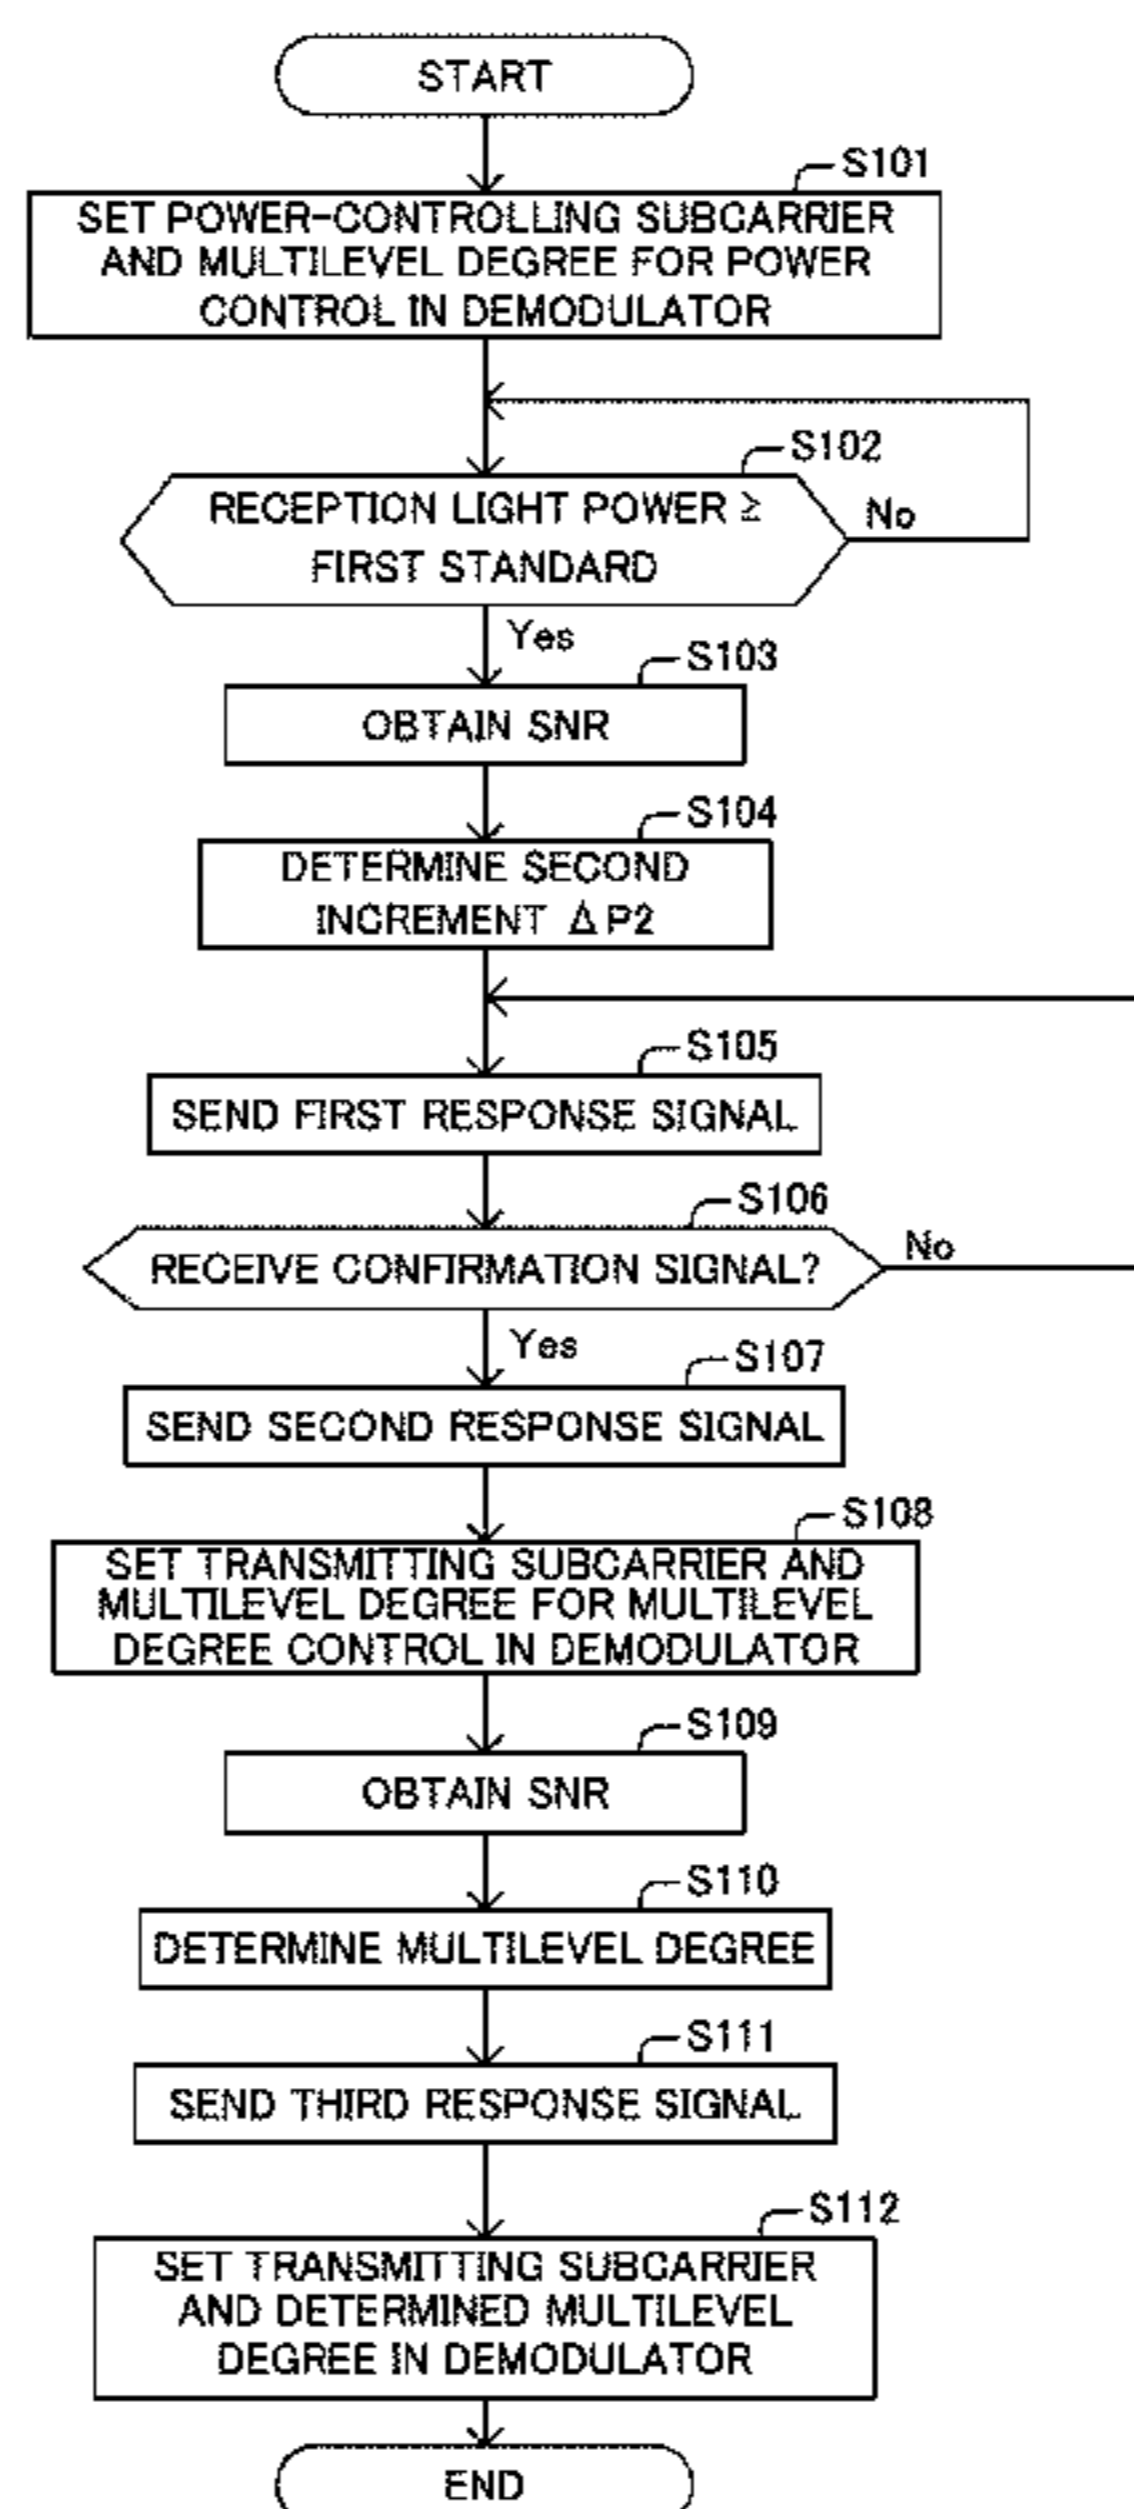 START
S101
SET POWER-CONTROLLING SUBCARRIER
AND MULTILEVEL DEGREE FOR POWER
CONTROL IN DEMODULATOR
S102
RECEPTION LIGHT POWER ≧
FIRST STANDARD
No
Yes
S103
OBTAIN SNR
S104
DETERMINE SECOND
INCREMENT ΔP2
S105
SEND FIRST RESPONSE SIGNAL
S106
RECEIVE CONFIRMATION SIGNAL?
No
Yes
S107
SEND SECOND RESPONSE SIGNAL
S108
SET TRANSMITTING SUBCARRIER AND
MULTILEVEL DEGREE FOR MULTILEVEL
DEGREE CONTROL IN DEMODULATOR
S109
OBTAIN SNR
S110
DETERMINE MULTILEVEL DEGREE
S111
SEND THIRD RESPONSE SIGNAL
S112
SET TRANSMITTING SUBCARRIER
AND DETERMINED MULTILEVEL
DEGREE IN DEMODULATOR
END